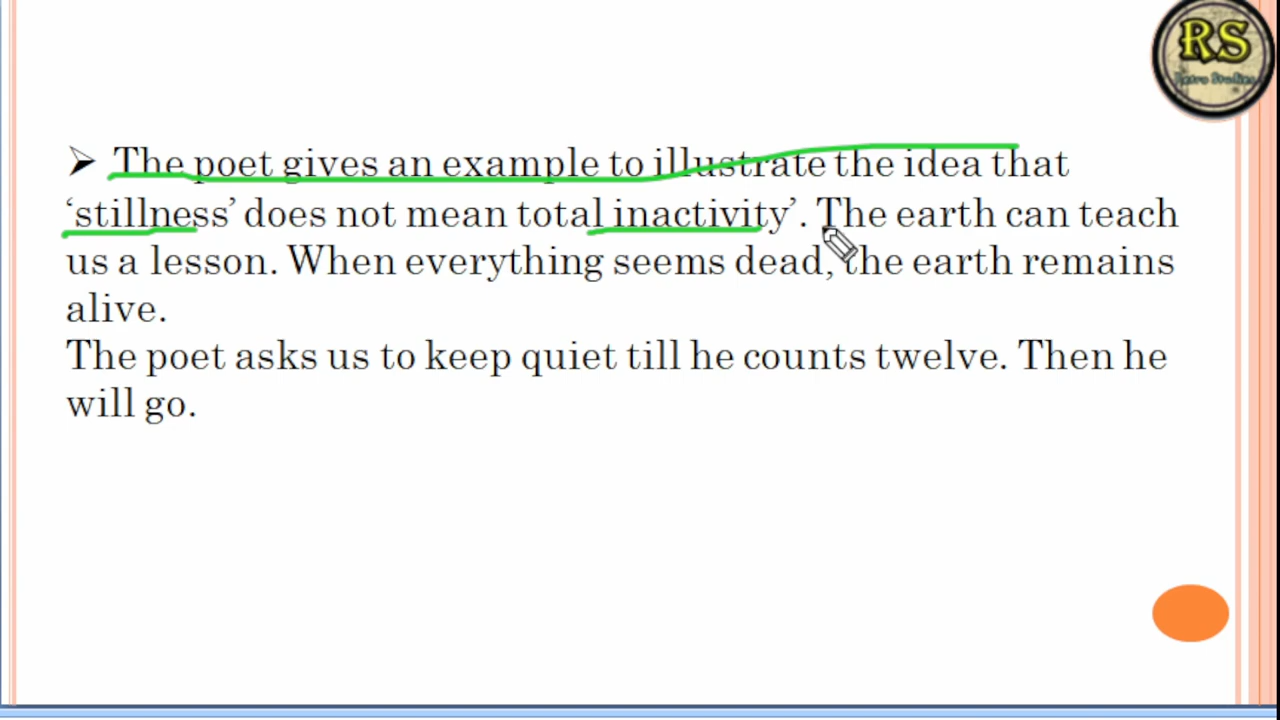 RS
Retro Studies
➢ The poet gives an example to illustrate the idea that
‘stillness’ does not mean total inactivity’. The earth can teach
us a lesson. When everything seems dead, the earth remains
alive.
The poet asks us to keep quiet till he counts twelve. Then he
will go.